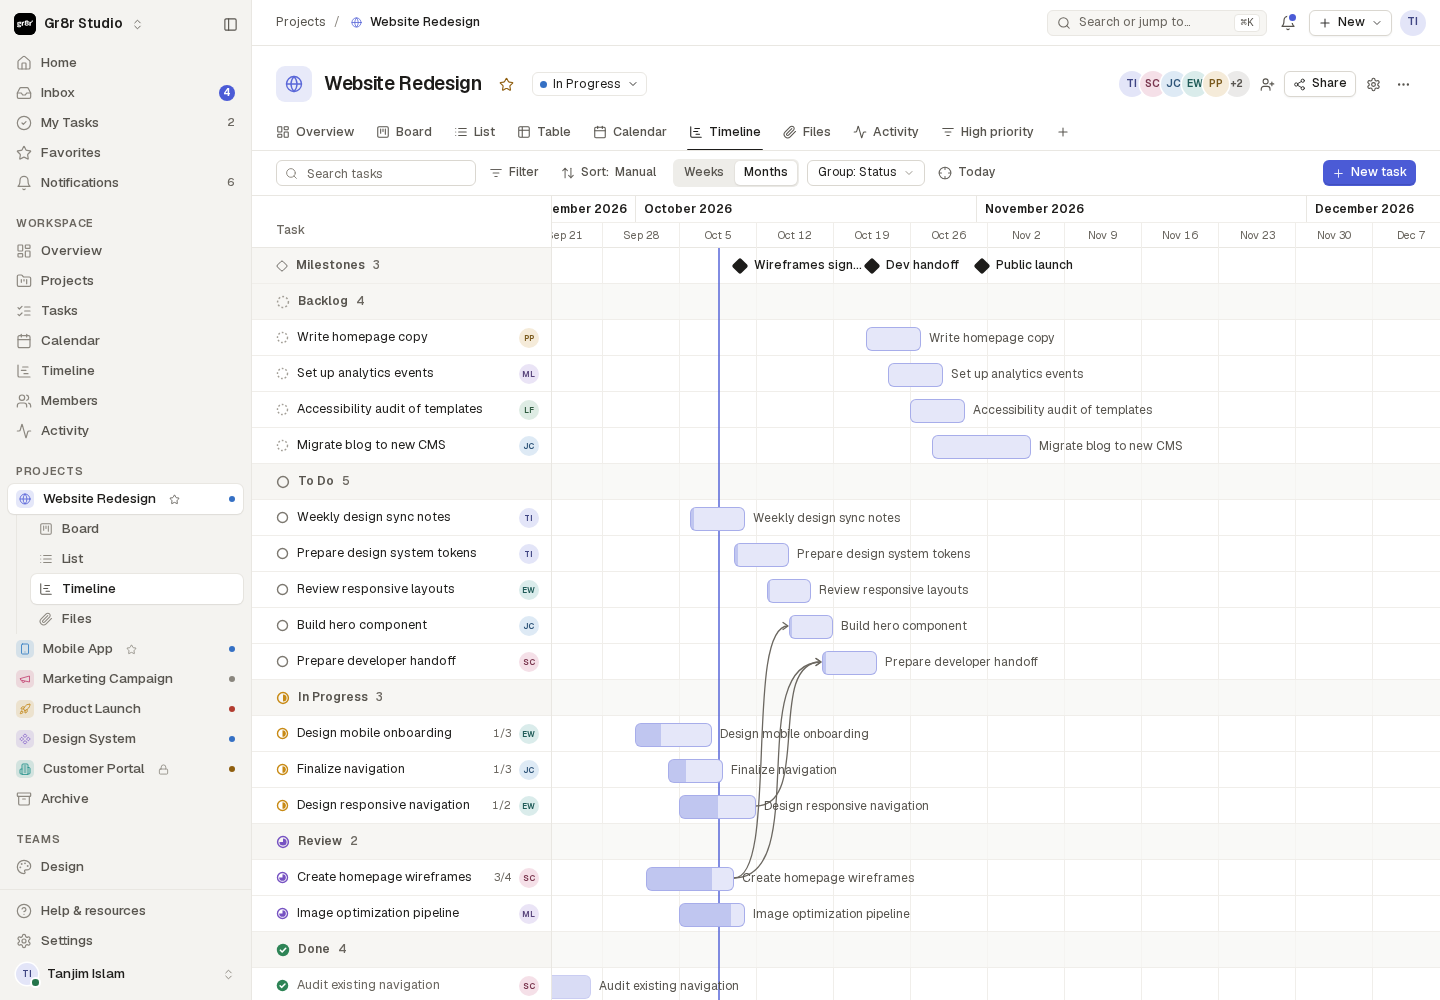 gr8r Gr8r Studio
Home
Inbox 4
My Tasks 2
Favorites
Notifications 6
WORKSPACE
Overview
Projects
Tasks
Calendar
Timeline
Members
Activity
PROJECTS
Website Redesign
Board
List
Timeline
Files
Mobile App
Marketing Campaign
Product Launch
Design System
Customer Portal
Archive
TEAMS
Design
Help & resources
Settings
TI Tanjim Islam
Projects / Website Redesign
Search or jump to... ⌘K
New
TI
Website Redesign
In Progress
TI SC JC EW PP +2
Share
Overview Board List Table Calendar Timeline Files Activity High priority
Search tasks Filter Sort: Manual Weeks Months Group: Status Today New task
Task
ember 2026 October 2026 November 2026 December 2026
Sep 21 Sep 28 Oct 5 Oct 12 Oct 19 Oct 26 Nov 2 Nov 9 Nov 16 Nov 23 Nov 30 Dec 7
Milestones 3 Wireframes sign... Dev handoff Public launch
Backlog 4
Write homepage copy PP Write homepage copy
Set up analytics events ML Set up analytics events
Accessibility audit of templates LF Accessibility audit of templates
Migrate blog to new CMS JC Migrate blog to new CMS
To Do 5
Weekly design sync notes TI Weekly design sync notes
Prepare design system tokens TI Prepare design system tokens
Review responsive layouts EW Review responsive layouts
Build hero component JC Build hero component
Prepare developer handoff SC Prepare developer handoff
In Progress 3
Design mobile onboarding 1/3 EW Design mobile onboarding
Finalize navigation 1/3 JC Finalize navigation
Design responsive navigation 1/2 EW Design responsive navigation
Review 2
Create homepage wireframes 3/4 SC Create homepage wireframes
Image optimization pipeline ML Image optimization pipeline
Done 4
Audit existing navigation SC Audit existing navigation